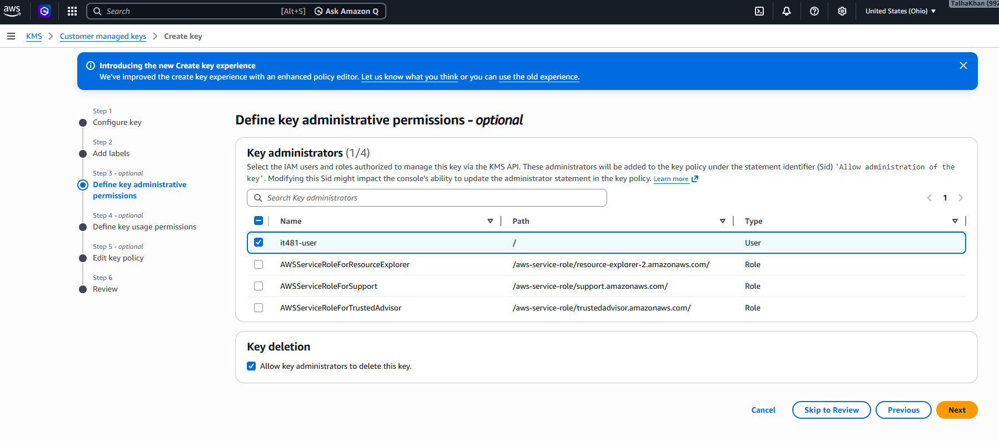 aws
Search [Alt+S] Ask Amazon Q
United States (Ohio)
TalhaKhan (992
KMS
Customer managed keys
Create key
Introducing the new Create key experience
We've improved the create key experience with an enhanced policy editor. Let us know what you think or you can use the old experience.
Step 1
Configure key
Step 2
Add labels
Step 3 - optional
Define key administrative
permissions
Step 4 - optional
Define key usage permissions
Step 5 - optional
Edit key policy
Step 6
Review
Define key administrative permissions - optional
Key administrators (1/4)
Select the IAM users and roles authorized to manage this key via the KMS API. These administrators will be added to the key policy under the statement identifier (Sid) 'Allow administration of the
key'. Modifying this Sid might impact the console's ability to update the administrator statement in the key policy. Learn more
Search Key administrators
1
Name Path Type
it481-user / User
AWSServiceRoleForResourceExplorer /aws-service-role/resource-explorer-2.amazonaws.com/ Role
AWSServiceRoleForSupport /aws-service-role/support.amazonaws.com/ Role
AWSServiceRoleForTrustedAdvisor /aws-service-role/trustedadvisor.amazonaws.com/ Role
Key deletion
Allow key administrators to delete this key.
Cancel
Skip to Review
Previous
Next